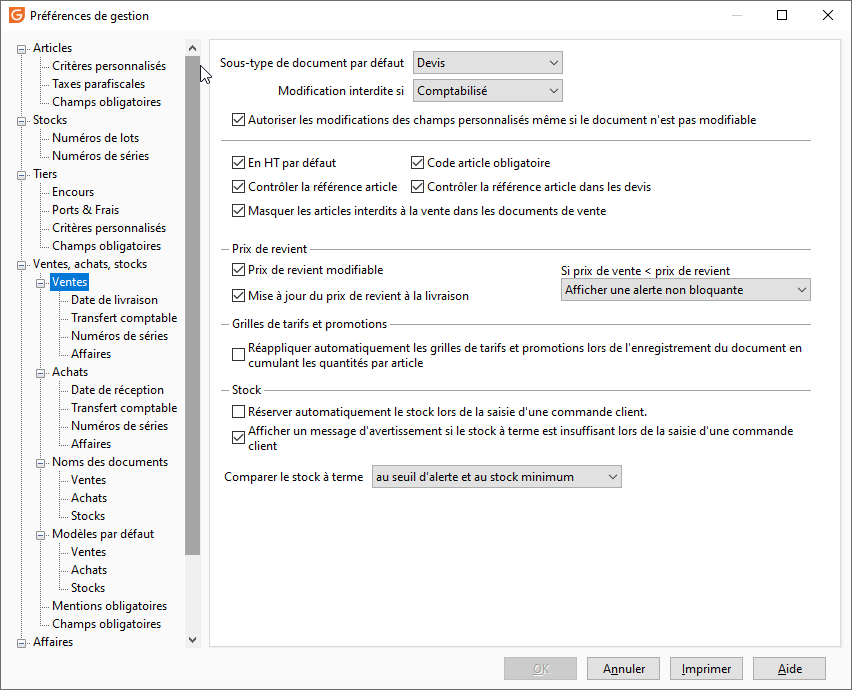 Préférences de gestion
Articles
Critères personnalisés
Taxes parafiscales
Champs obligatoires
Stocks
Numéros de lots
Numéros de séries
Tiers
Encours
Ports & Frais
Critères personnalisés
Champs obligatoires
Ventes, achats, stocks
Ventes
Date de livraison
Transfert comptable
Numéros de séries
Affaires
Achats
Date de réception
Transfert comptable
Numéros de séries
Affaires
Noms des documents
Ventes
Achats
Stocks
Modèles par défaut
Ventes
Achats
Stocks
Mentions obligatoires
Champs obligatoires
Affaires
Sous-type de document par défaut Devis
Modification interdite si Comptabilisé
Autoriser les modifications des champs personnalisés même si le document n'est pas modifiable
En HT par défaut Code article obligatoire
Contrôler la référence article Contrôler la référence article dans les devis
Masquer les articles interdits à la vente dans les documents de vente
Prix de revient
Prix de revient modifiable Si prix de vente < prix de revient
Mise à jour du prix de revient à la livraison Afficher une alerte non bloquante
Grilles de tarifs et promotions
Réappliquer automatiquement les grilles de tarifs et promotions lors de l'enregistrement du document en
cumulant les quantités par article
Stock
Réserver automatiquement le stock lors de la saisie d'une commande client.
Afficher un message d'avertissement si le stock à terme est insuffisant lors de la saisie d'une commande
client
Comparer le stock à terme au seuil d'alerte et au stock minimum
OK Annuler Imprimer Aide